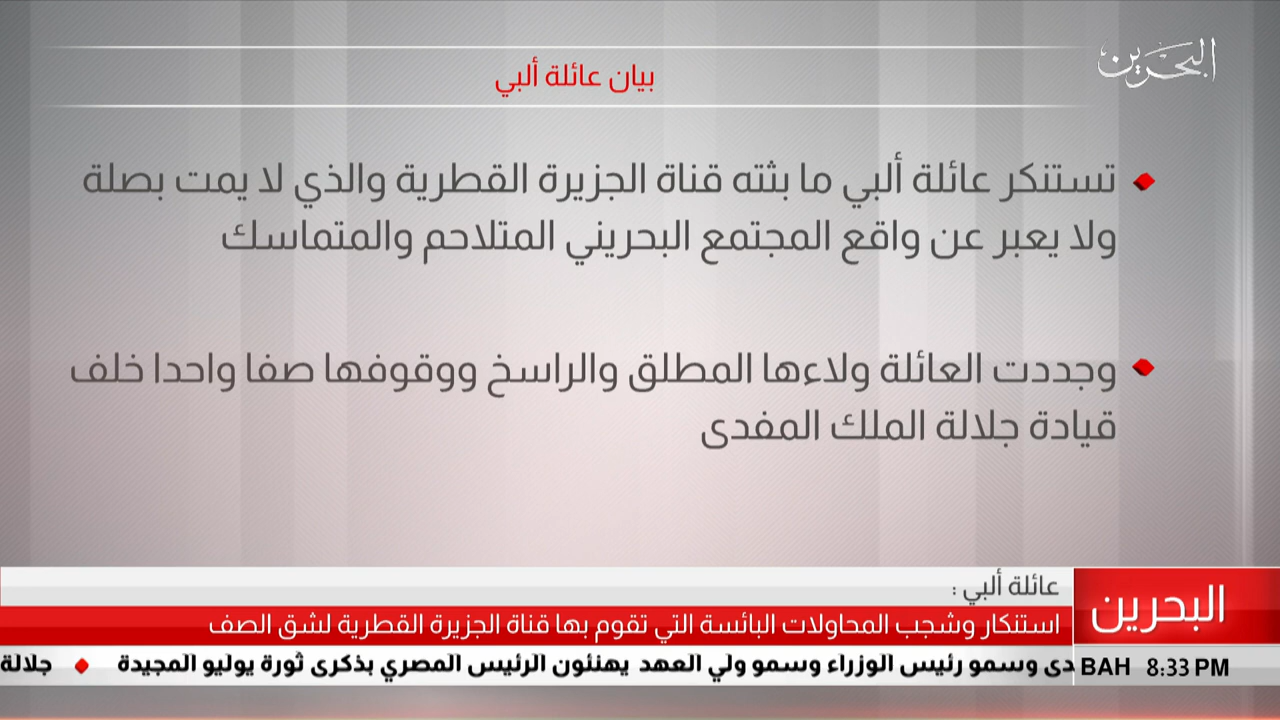 البحرين
بيان عائلة ألبي
تستنكر عائلة ألبي ما بثته قناة الجزيرة القطرية والذي لا يمت بصلة
ولا يعبر عن واقع المجتمع البحريني المتلاحم والمتماسك
وجددت العائلة ولاءها المطلق والراسخ ووقوفها صفا واحدا خلف
قيادة جلالة الملك المفدى
عائلة ألبي :
البحرين
استنكار وشجب المحاولات البائسة التي تقوم بها قناة الجزيرة القطرية لشق الصف
BAH 8:33 PM
دى وسمو رئيس الوزراء وسمو ولي العهد يهنئون الرئيس المصري بذكرى ثورة يوليو المجيدة جلالة